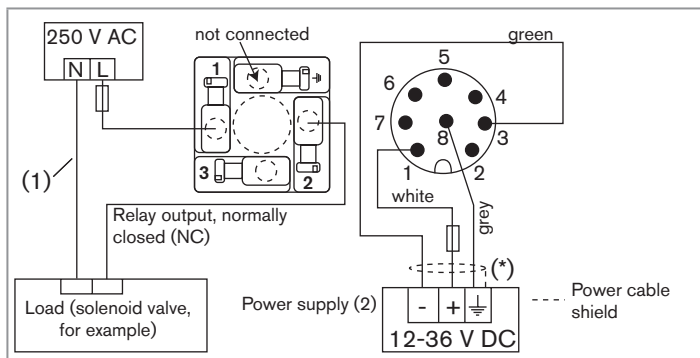 250 V AC
N L
not connected
1
2
3
(1)
Relay output, normally
closed (NC)
Load (solenoid valve,
for example)
green
5
6
4
7
8
3
1
2
white
grey
(*)
Power supply (2)
- +
12-36 V DC
Power cable
shield